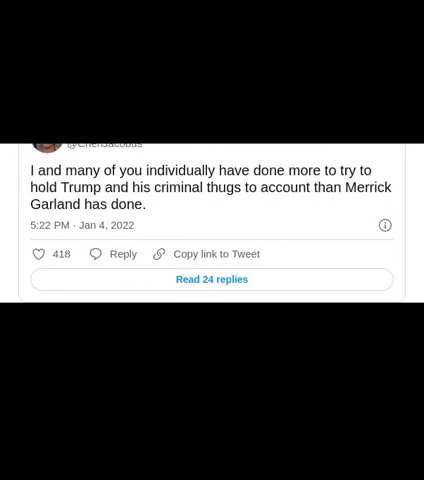 @CheriJacobus
I and many of you individually have done more to try to
hold Trump and his criminal thugs to account than Merrick
Garland has done.
5:22 PM · Jan 4, 2022
418 Reply Copy link to Tweet
Read 24 replies